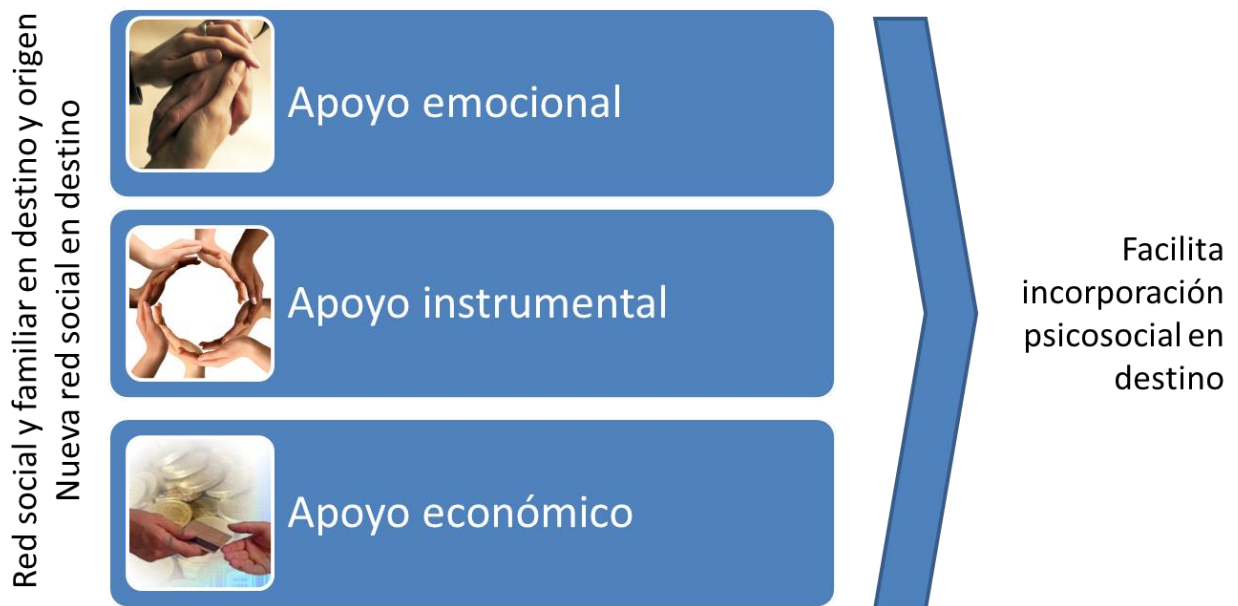 Red social y familiar en destino y origen
Nueva red social en destino
Apoyo emocional
Apoyo instrumental
Apoyo económico
Facilita
incorporación
psicosocial en
destino